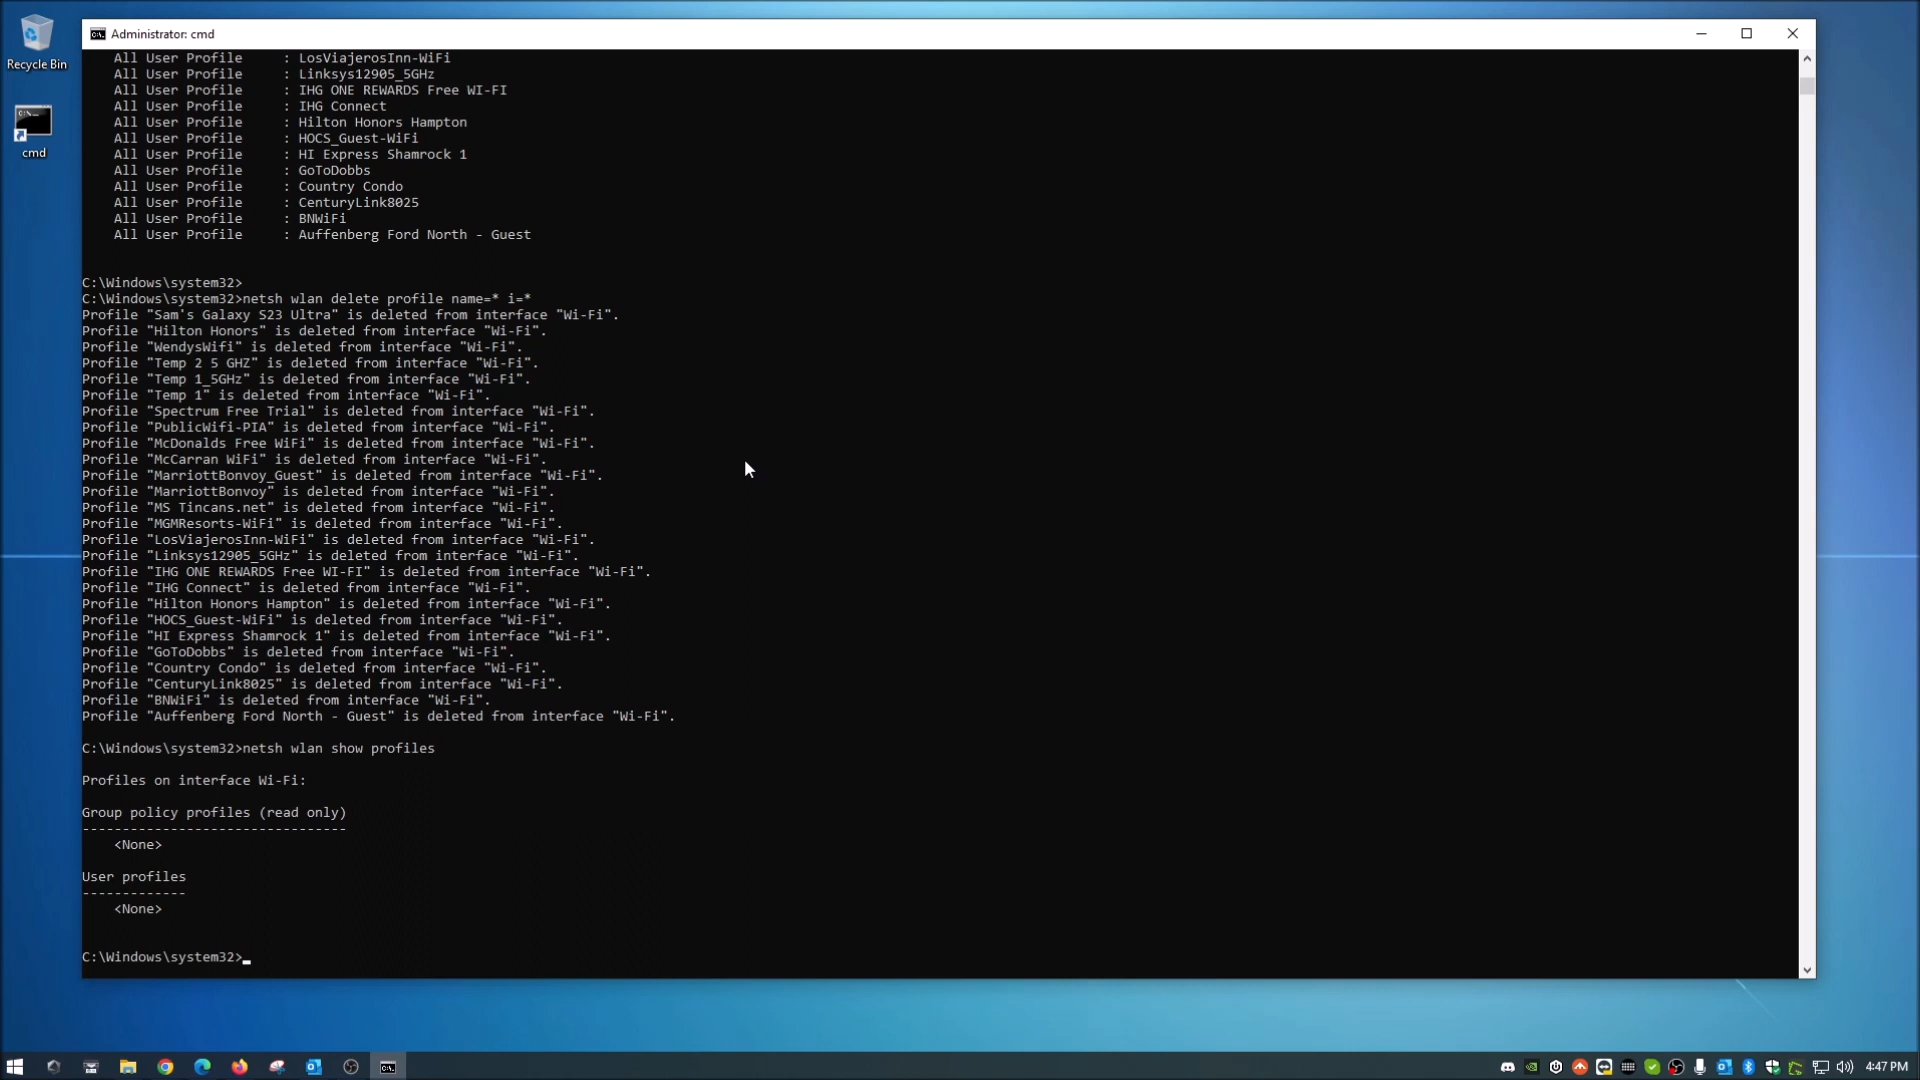 Recycle Bin
cmd
Administrator: cmd
All User Profile : LosViajerosInn-WiFi
All User Profile : Linksys12905_5GHz
All User Profile : IHG ONE REWARDS Free WI-FI
All User Profile : IHG Connect
All User Profile : Hilton Honors Hampton
All User Profile : HOCS_Guest-WiFi
All User Profile : HI Express Shamrock 1
All User Profile : GoToDobbs
All User Profile : Country Condo
All User Profile : CenturyLink8025
All User Profile : BNWiFi
All User Profile : Auffenberg Ford North - Guest
C:\Windows\system32>
C:\Windows\system32>netsh wlan delete profile name=* i=*
Profile "Sam's Galaxy S23 Ultra" is deleted from interface "Wi-Fi".
Profile "Hilton Honors" is deleted from interface "Wi-Fi".
Profile "WendysWifi" is deleted from interface "Wi-Fi".
Profile "Temp 2 5 GHZ" is deleted from interface "Wi-Fi".
Profile "Temp 1_5GHz" is deleted from interface "Wi-Fi".
Profile "Temp 1" is deleted from interface "Wi-Fi".
Profile "Spectrum Free Trial" is deleted from interface "Wi-Fi".
Profile "PublicWifi-PIA" is deleted from interface "Wi-Fi".
Profile "McDonalds Free WiFi" is deleted from interface "Wi-Fi".
Profile "McCarran WiFi" is deleted from interface "Wi-Fi".
Profile "MarriottBonvoy_Guest" is deleted from interface "Wi-Fi".
Profile "MarriottBonvoy" is deleted from interface "Wi-Fi".
Profile "MS Tincans.net" is deleted from interface "Wi-Fi".
Profile "MGMResorts-WiFi" is deleted from interface "Wi-Fi".
Profile "LosViajerosInn-WiFi" is deleted from interface "Wi-Fi".
Profile "Linksys12905_5GHz" is deleted from interface "Wi-Fi".
Profile "IHG ONE REWARDS Free WI-FI" is deleted from interface "Wi-Fi".
Profile "IHG Connect" is deleted from interface "Wi-Fi".
Profile "Hilton Honors Hampton" is deleted from interface "Wi-Fi".
Profile "HOCS_Guest-WiFi" is deleted from interface "Wi-Fi".
Profile "HI Express Shamrock 1" is deleted from interface "Wi-Fi".
Profile "GoToDobbs" is deleted from interface "Wi-Fi".
Profile "Country Condo" is deleted from interface "Wi-Fi".
Profile "CenturyLink8025" is deleted from interface "Wi-Fi".
Profile "BNWiFi" is deleted from interface "Wi-Fi".
Profile "Auffenberg Ford North - Guest" is deleted from interface "Wi-Fi".
C:\Windows\system32>netsh wlan show profiles
Profiles on interface Wi-Fi:
Group policy profiles (read only)
---------------------------------
<None>
User profiles
-------------
<None>
C:\Windows\system32>
4:47 PM